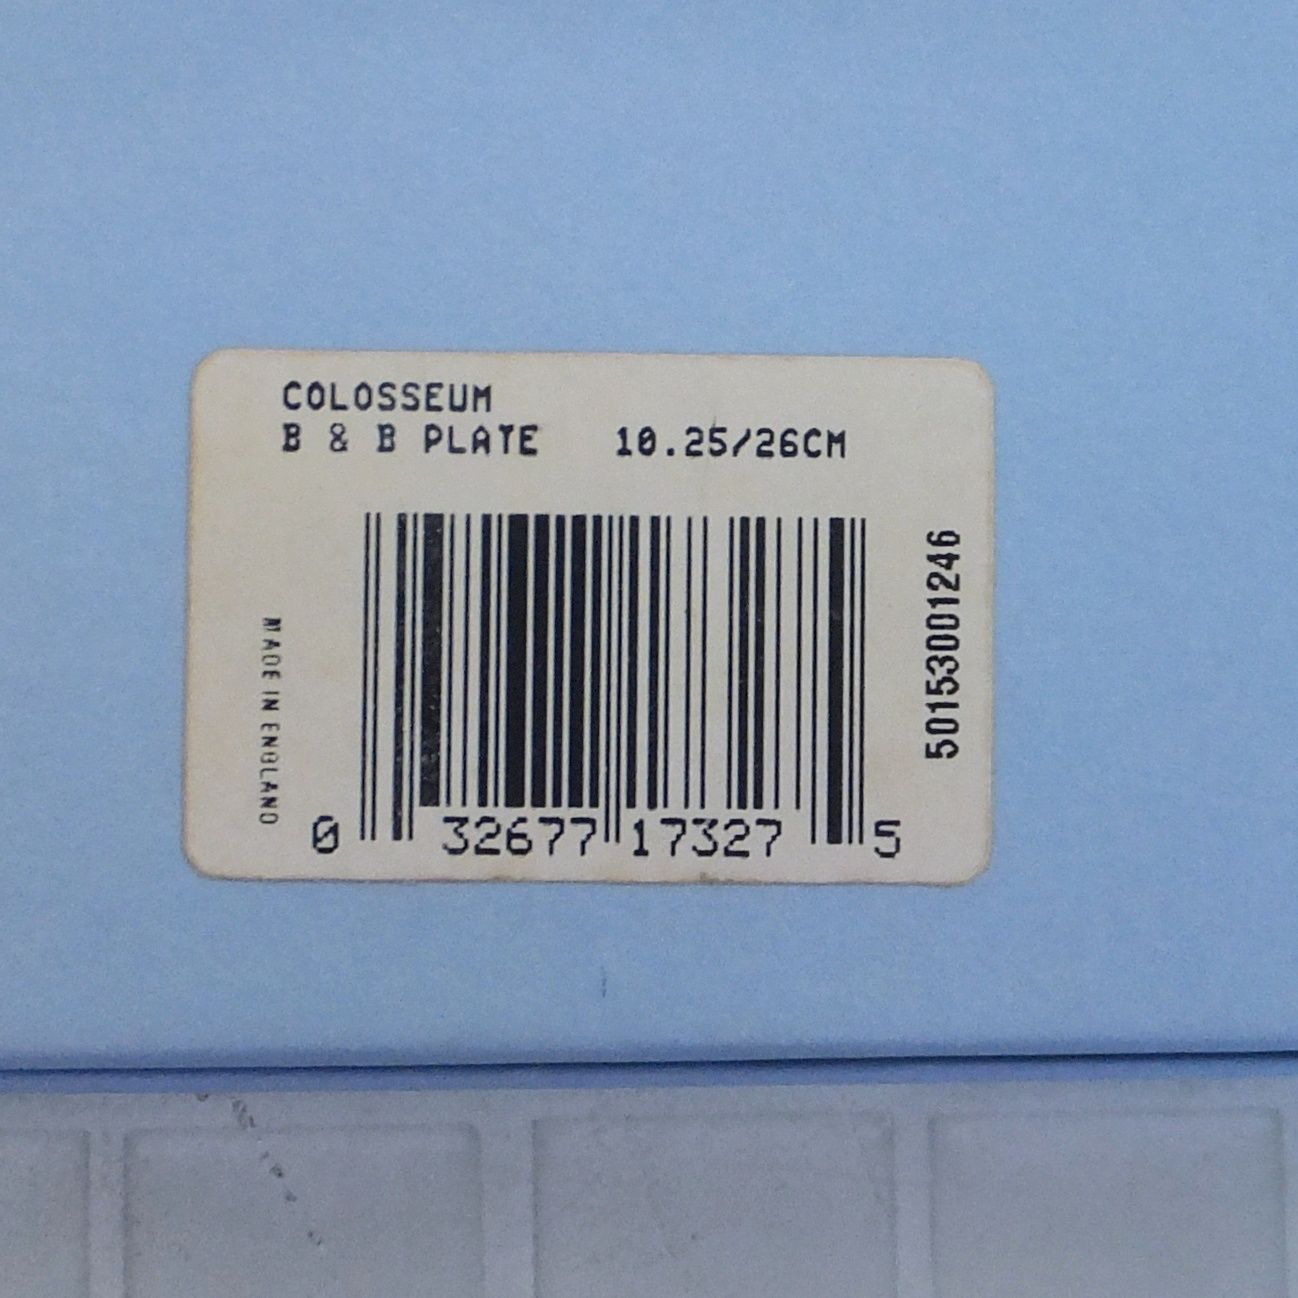 COLOSSEUM
B & B PLATE 10.25/26CM
MADE IN ENGLAND
50153001246
0 32677 17327 5